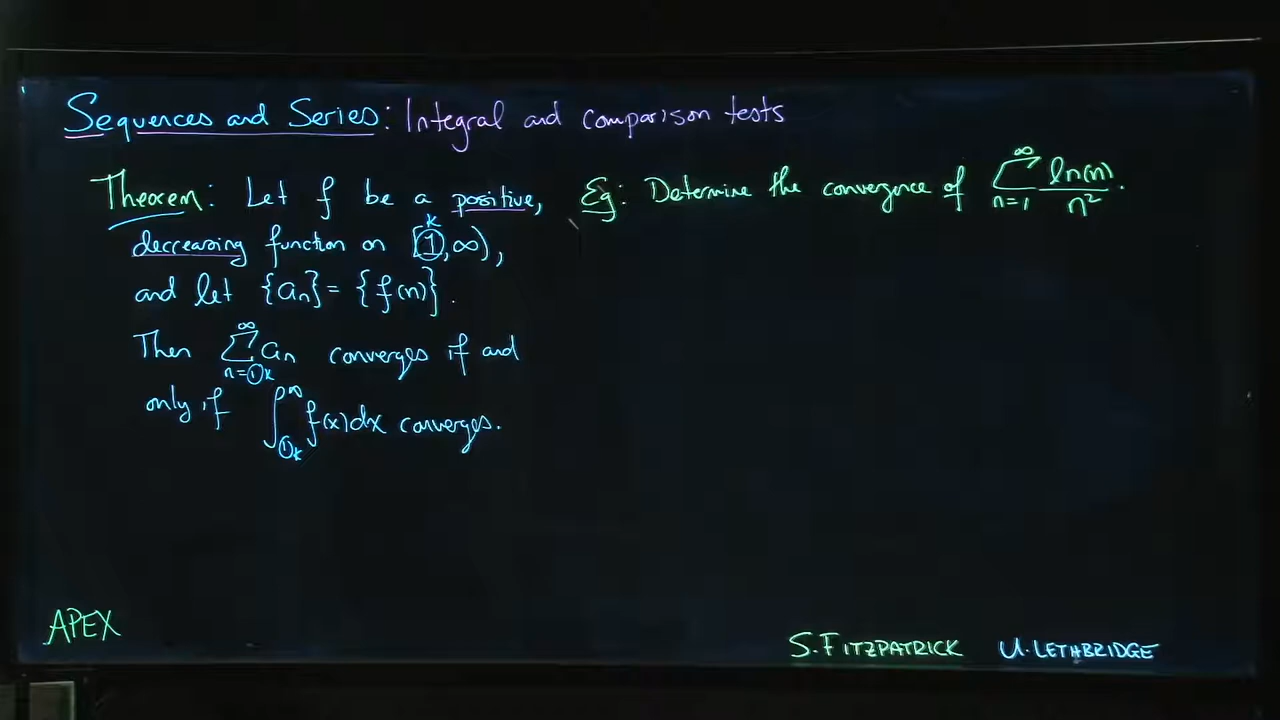 Sequences and Series: Integral and comparison tests
Theorem: Let f be a positive,
decreasing function on [1, ∞),
k
and let {aₙ} = {f(n)}.
Then ∑_{n=1 k}^{∞} aₙ converges if and
only if ∫_{1 k}^{∞} f(x)dx converges.
Eg: Determine the convergence of ∑_{n=1}^{∞} ln(n)/n².
APEX
S. FITZPATRICK U. LETHBRIDGE